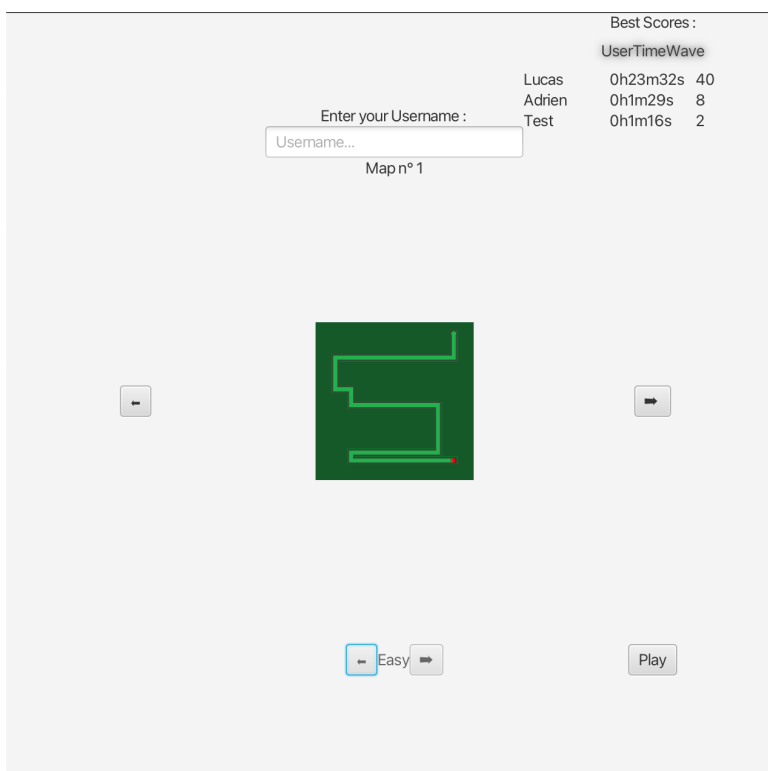 Best Scores :
UserTimeWave
Lucas 0h23m32s 40
Adrien 0h1m29s 8
Test 0h1m16s 2
Enter your Username :
Username...
Map n° 1
⬅
➡
⬅ Easy ➡
Play